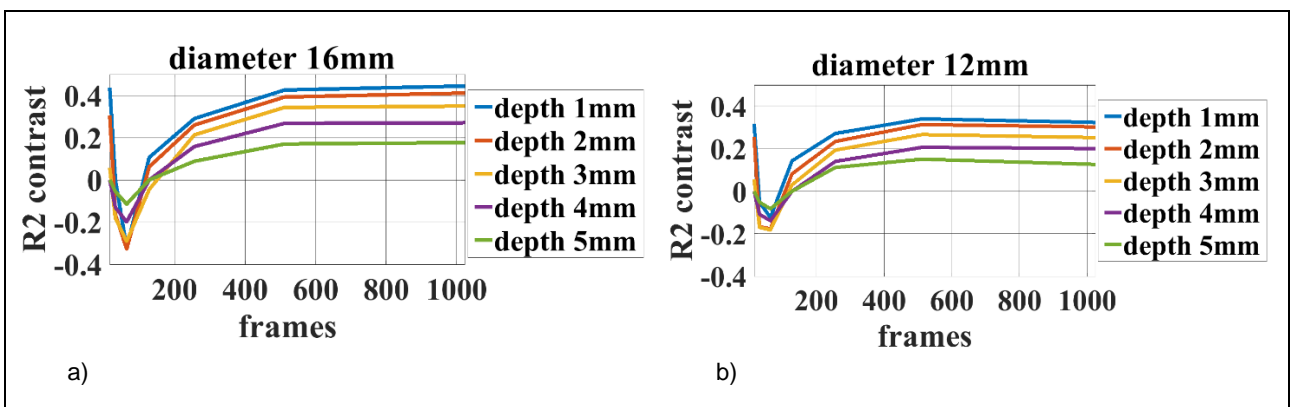 diameter 16mm
R2 contrast
0.4
0.2
0
-0.2
-0.4
200 400 600 800 1000
frames
depth 1mm
depth 2mm
depth 3mm
depth 4mm
depth 5mm
a)
diameter 12mm
R2 contrast
0.4
0.2
0
-0.2
-0.4
200 400 600 800 1000
frames
depth 1mm
depth 2mm
depth 3mm
depth 4mm
depth 5mm
b)